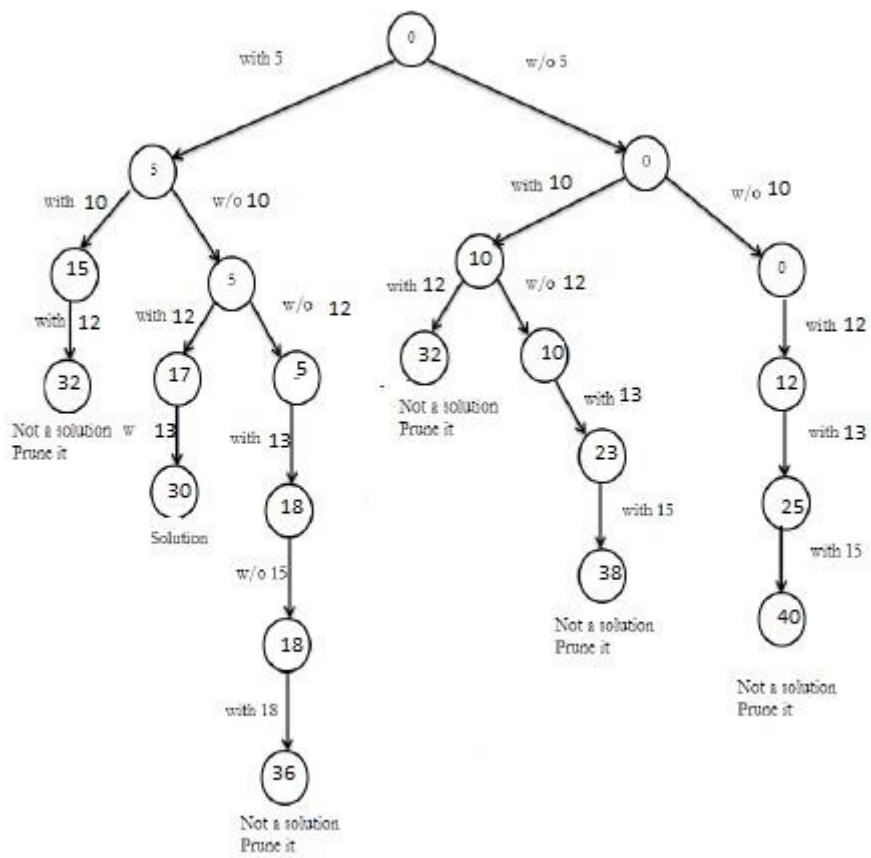 0
with 5
w/o 5
5
0
with 10
w/o 10
with 10
w/o 10
15
5
10
0
with 12
with 12
w/o 12
with 12
w/o 12
with 12
32
17
5
32
10
12
Not a solution
Prune it
w 13
with 13
Not a solution
Prune it
with 13
with 13
30
Solution
18
23
25
w/o 15
with 15
with 15
18
38
40
Not a solution
Prune it
Not a solution
Prune it
with 18
36
Not a solution
Prune it